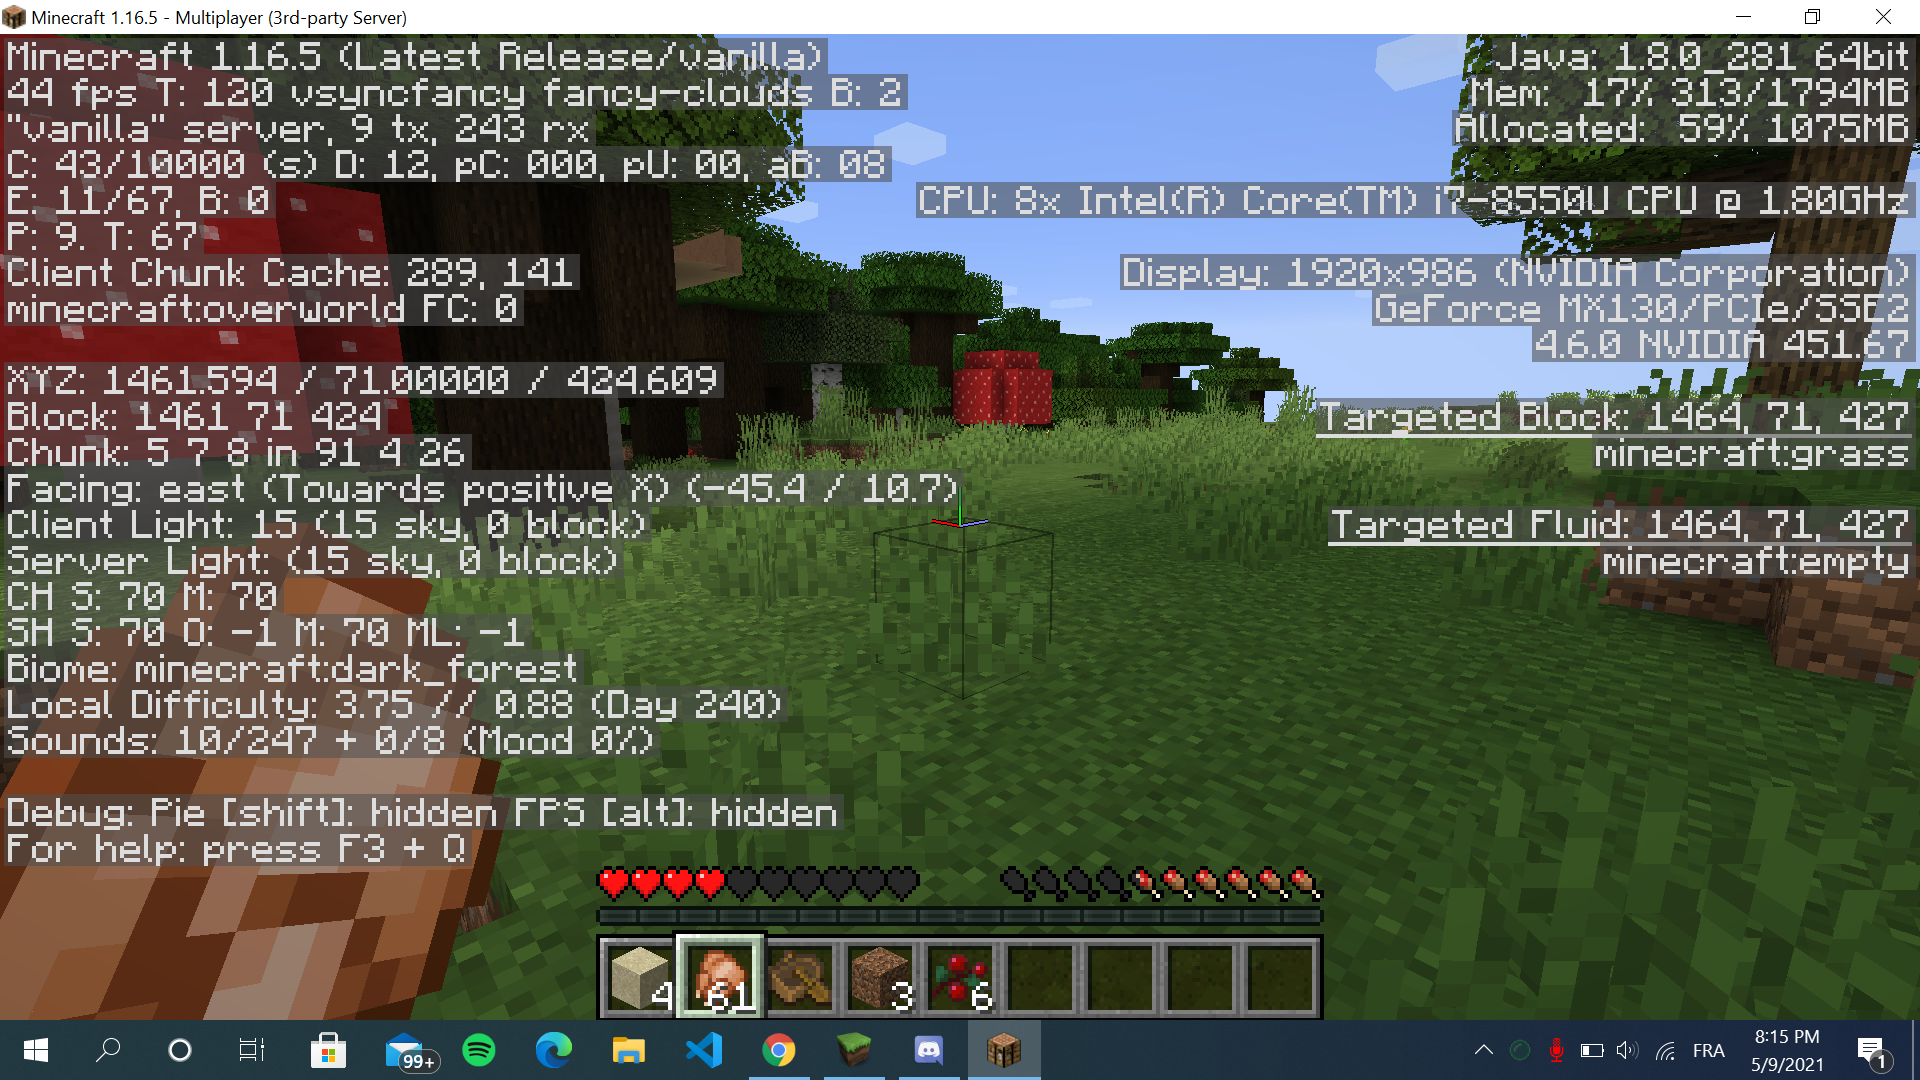 Minecraft 1.16.5 - Multiplayer (3rd-party Server)
Minecraft 1.16.5 (Latest Release/vanilla)
44 fps T: 120 vsyncfancy fancy-clouds B: 2
"vanilla" server, 9 tx, 243 rx
C: 43/10000 (s) D: 12, pC: 000, pU: 00, aB: 08
E: 11/67, B: 0
P: 9. T: 67
Client Chunk Cache: 289, 141
minecraft:overworld FC: 0
XYZ: 1461.594 / 71.00000 / 424.609
Block: 1461 71 424
Chunk: 5 7 8 in 91 4 26
Facing: east (Towards positive X) (-45.4 / 10.7)
Client Light: 15 (15 sky, 0 block)
Server Light: (15 sky, 0 block)
CH S: 70 M: 70
SH S: 70 O: -1 M: 70 ML: -1
Biome: minecraft:dark_forest
Local Difficulty: 3.75 // 0.88 (Day 240)
Sounds: 10/247 + 0/8 (Mood 0%)
Debug: Pie [shift]: hidden FPS [alt]: hidden
For help: press F3 + Q
Java: 1.8.0_281 64bit
Mem: 17% 313/1794MB
Allocated: 59% 1075MB
CPU: 8x Intel(R) Core(TM) i7-8550U CPU @ 1.80GHz
Display: 1920x986 (NVIDIA Corporation)
GeForce MX130/PCIe/SSE2
4.6.0 NVIDIA 451.67
Targeted Block: 1464, 71, 427
minecraft:grass
Targeted Fluid: 1464, 71, 427
minecraft:empty
4
61
3
6
99+
FRA
8:15 PM
5/9/2021
1